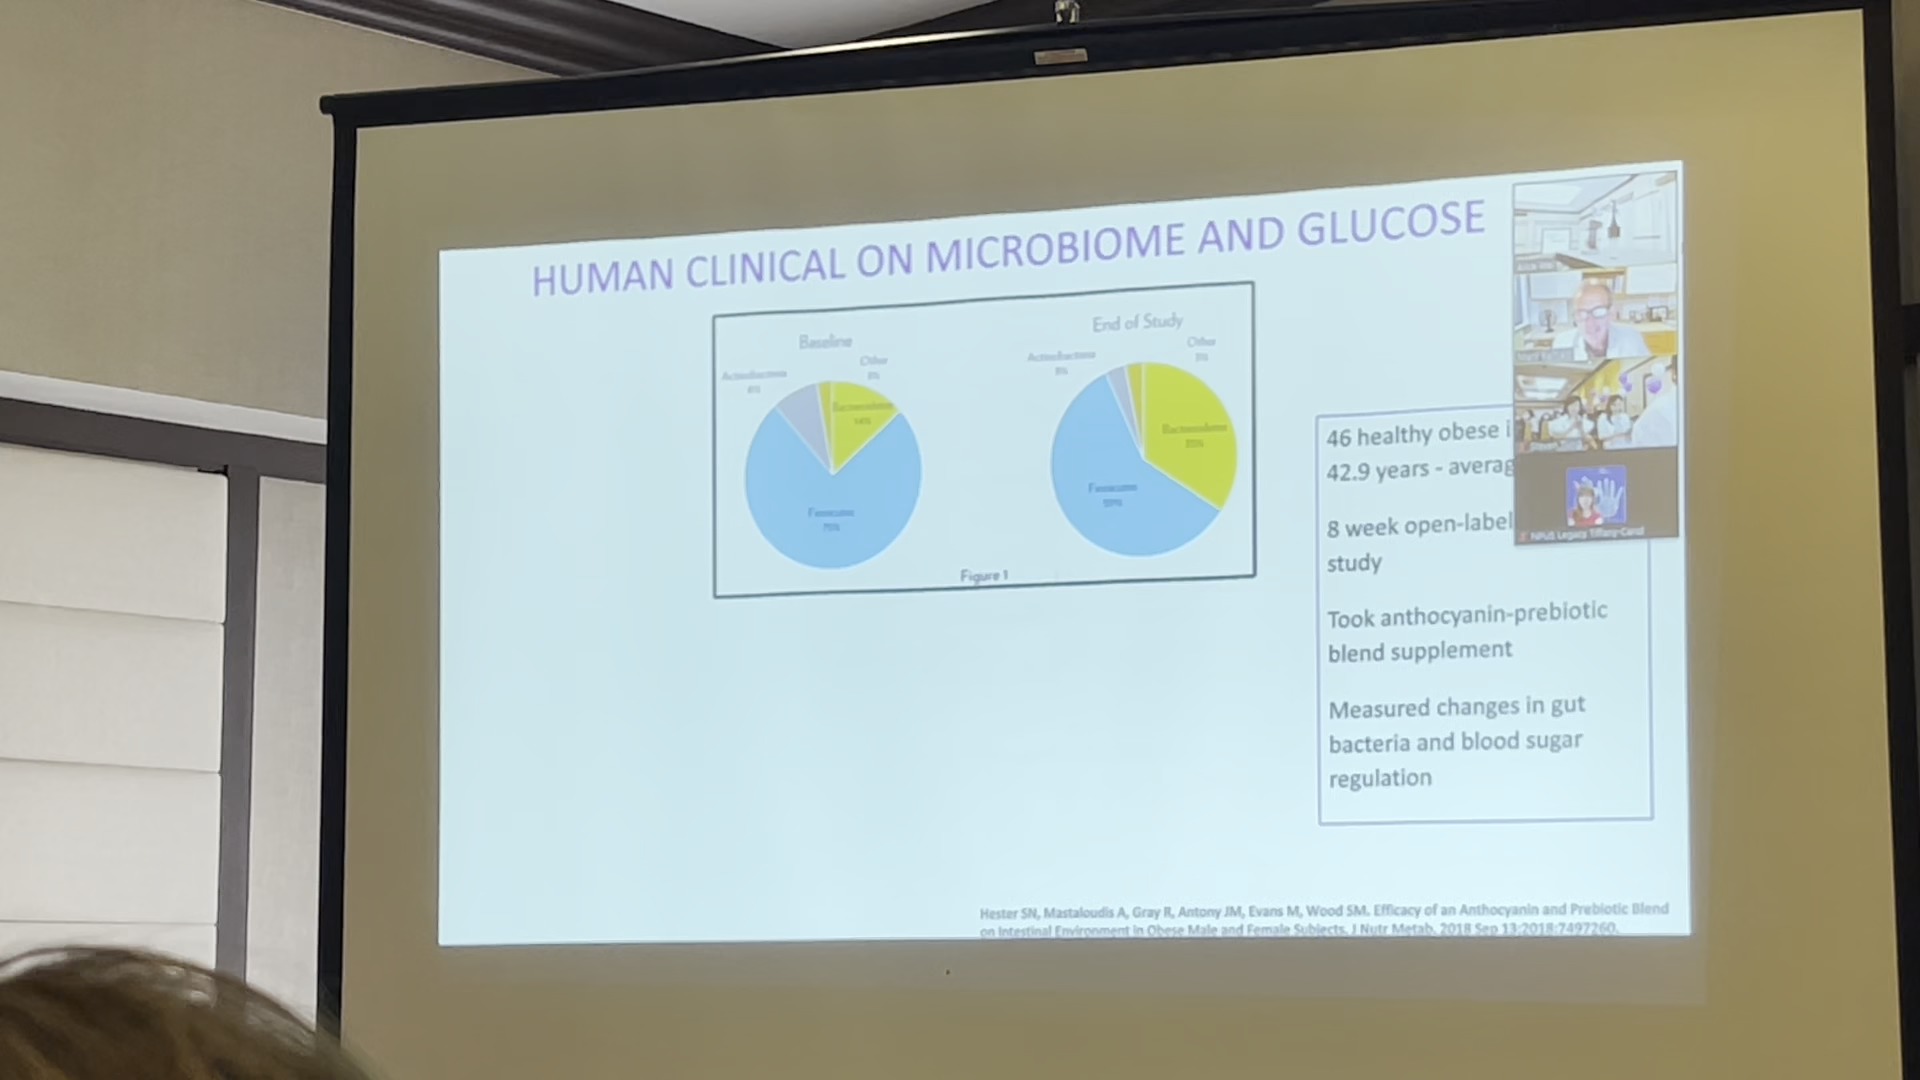 HUMAN CLINICAL ON MICROBIOME AND GLUCOSE
Baseline
End of Study
Actinobacteria
Other
Actinobacteria
Other
Bacteroidetes
Bacteroidetes
Firmicutes
Firmicutes
Figure 1
46 healthy obese i
42.9 years - averag
8 week open-label
study
Took anthocyanin-prebiotic
blend supplement
Measured changes in gut
bacteria and blood sugar
regulation
NPUS Legacy Tiffany-Carol
Hester SN, Mastaloudis A, Gray R, Antony JM, Evans M, Wood SM. Efficacy of an Anthocyanin and Prebiotic Blend
on Intestinal Environment in Obese Male and Female Subjects. J Nutr Metab. 2018 Sep 13;2018:7497260.